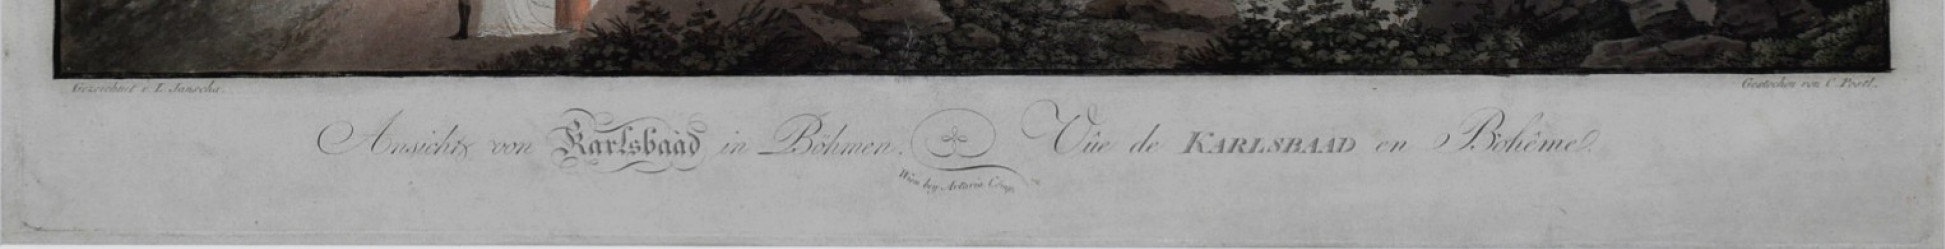 Gezeichnet v. L. Janscha.
Gestochen von C. Postl.
Ansicht von Karlsbaad in Böhmen. Vûe de KARLSBAAD en Bohême.
Wien bey Artaria Comp.